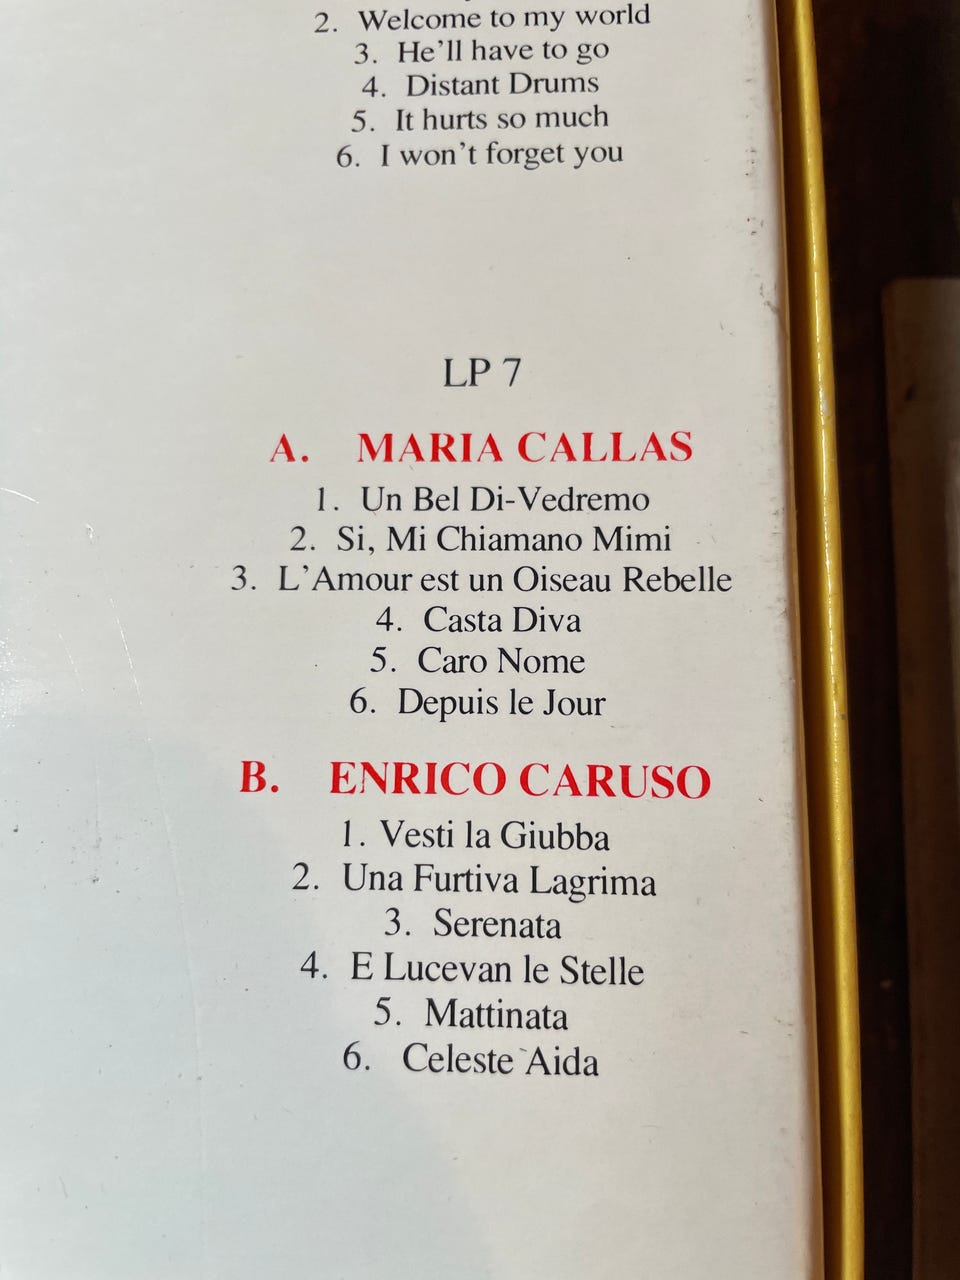 2. Welcome to my world
3. He'll have to go
4. Distant Drums
5. It hurts so much
6. I won't forget you
LP 7
A. MARIA CALLAS
1. Un Bel Di-Vedremo
2. Si, Mi Chiamano Mimi
3. L'Amour est un Oiseau Rebelle
4. Casta Diva
5. Caro Nome
6. Depuis le Jour
B. ENRICO CARUSO
1. Vesti la Giubba
2. Una Furtiva Lagrima
3. Serenata
4. E Lucevan le Stelle
5. Mattinata
6. Celeste Aida